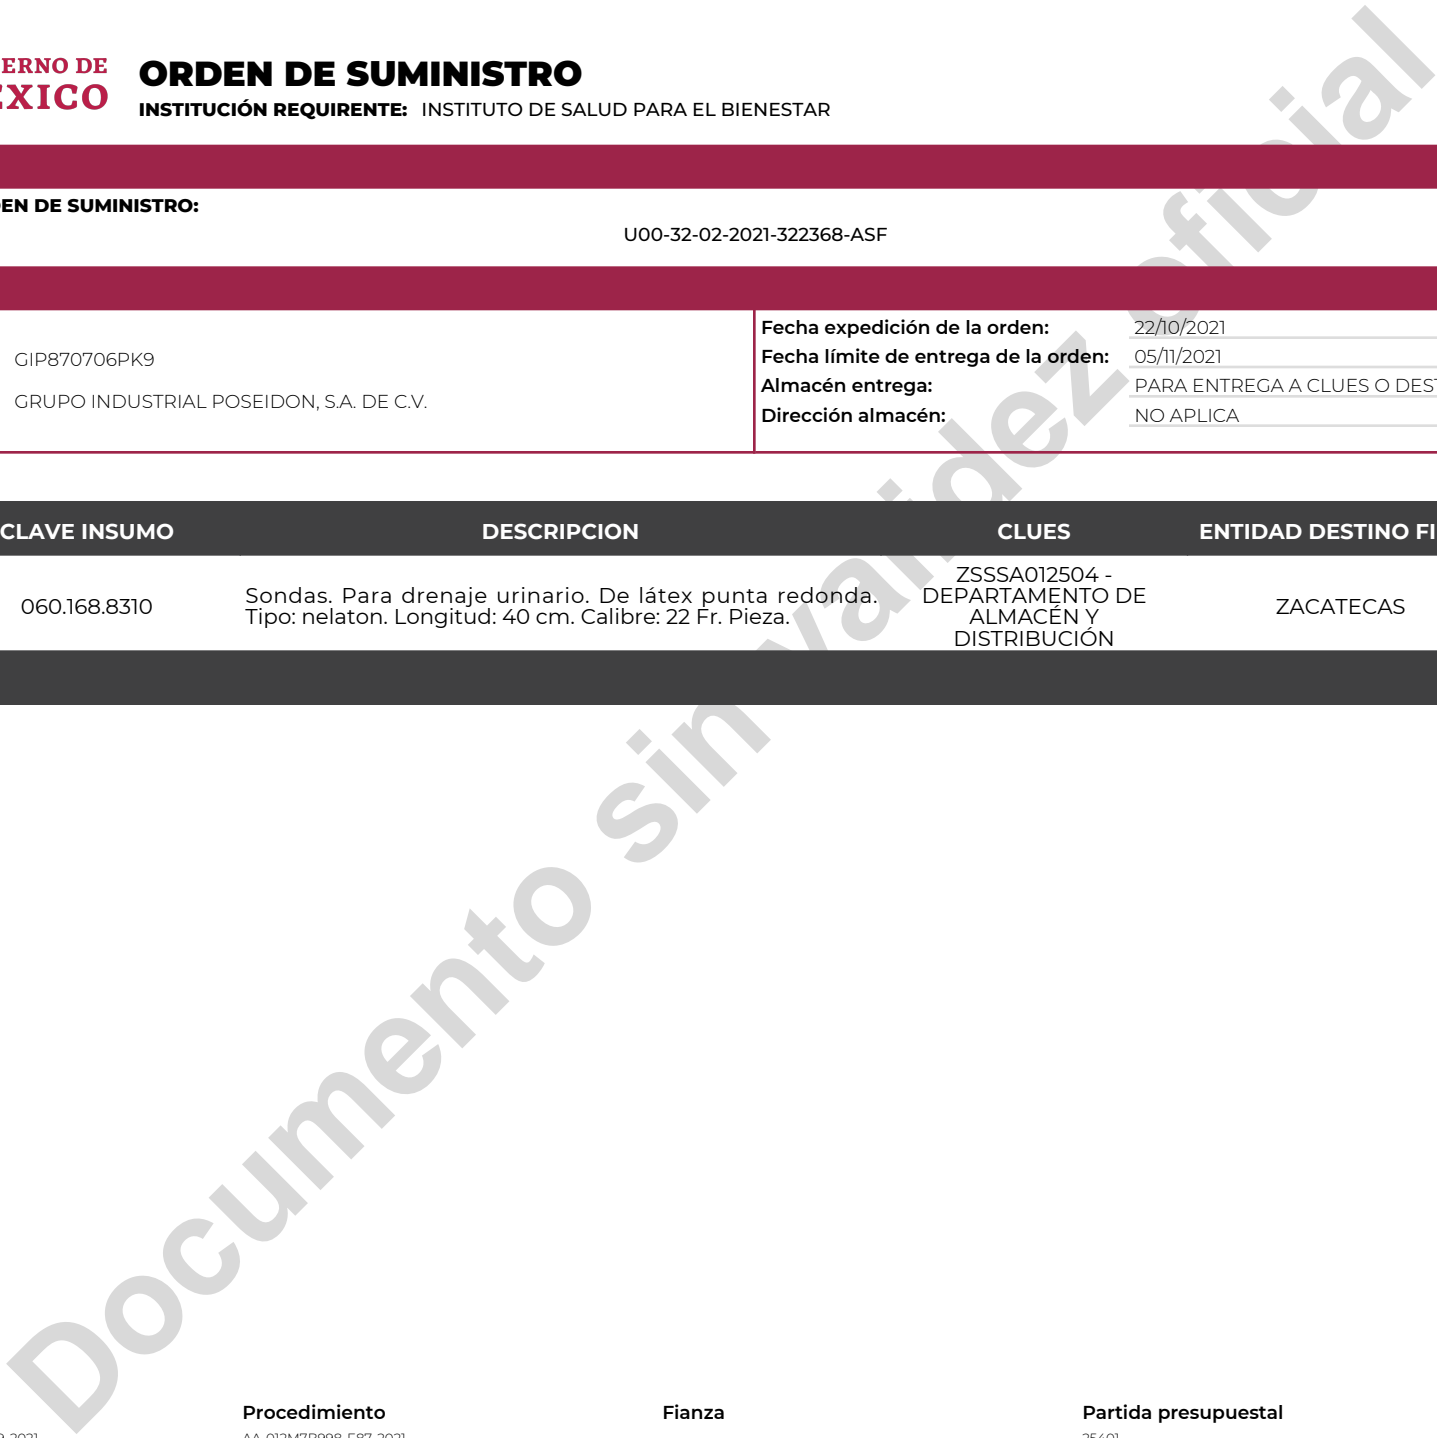 ERNO DE
ORDEN DE SUMINISTRO
INSTITUCIÓN REQUIRENTE: INSTITUTO DE SALUD PARA EL BIENESTAR
EN DE SUMINISTRO:
U00-32-02-2021-322368-ASF
GIP870706PK9
GRUPO INDUSTRIAL POSEIDON, S.A. DE C.V.
Fecha expedición de la orden: 22/10/2021
Fecha límite de entrega de la orden: 05/11/2021
Almacén entrega: PARA ENTREGA A CLUES O DEST
Dirección almacén: NO APLICA
CLAVE INSUMO DESCRIPCION CLUES ENTIDAD DESTINO FI
060.168.8310
Sondas. Para drenaje urinario. De látex punta redonda.
Tipo: nelaton. Longitud: 40 cm. Calibre: 22 Fr. Pieza.
ZSSSA012504 -
DEPARTAMENTO DE
ALMACÉN Y
DISTRIBUCIÓN
ZACATECAS
Documento sin validez oficial
Procedimiento Fianza Partida presupuestal